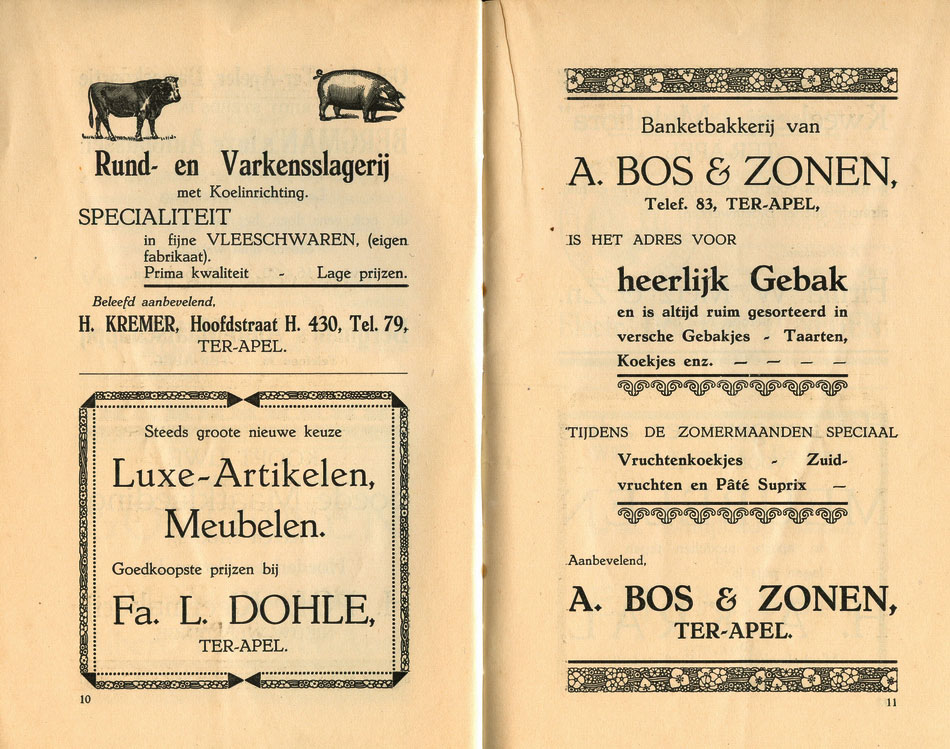 Rund- en Varkensslagerij
met Koelinrichting.
SPECIALITEIT
in fijne VLEESCHWAREN, (eigen
fabrikaat).
Prima kwaliteit - Lage prijzen.
Beleefd aanbevelend,
H. KREMER, Hoofdstraat H. 430, Tel. 79,
TER-APEL.
Steeds groote nieuwe keuze
Luxe-Artikelen,
Meubelen.
Goedkoopste prijzen bij
Fa. L. DOHLE,
TER-APEL.
10
Banketbakkerij van
A. BOS & ZONEN,
Telef. 83, TER-APEL,
IS HET ADRES VOOR
heerlijk Gebak
en is altijd ruim gesorteerd in
versche Gebakjes - Taarten,
Koekjes enz. — — — —
TIJDENS DE ZOMERMAANDEN SPECIAAL
Vruchtenkoekjes - Zuid-
vruchten en Pâté Suprix —
Aanbevelend,
A. BOS & ZONEN,
TER-APEL.
11